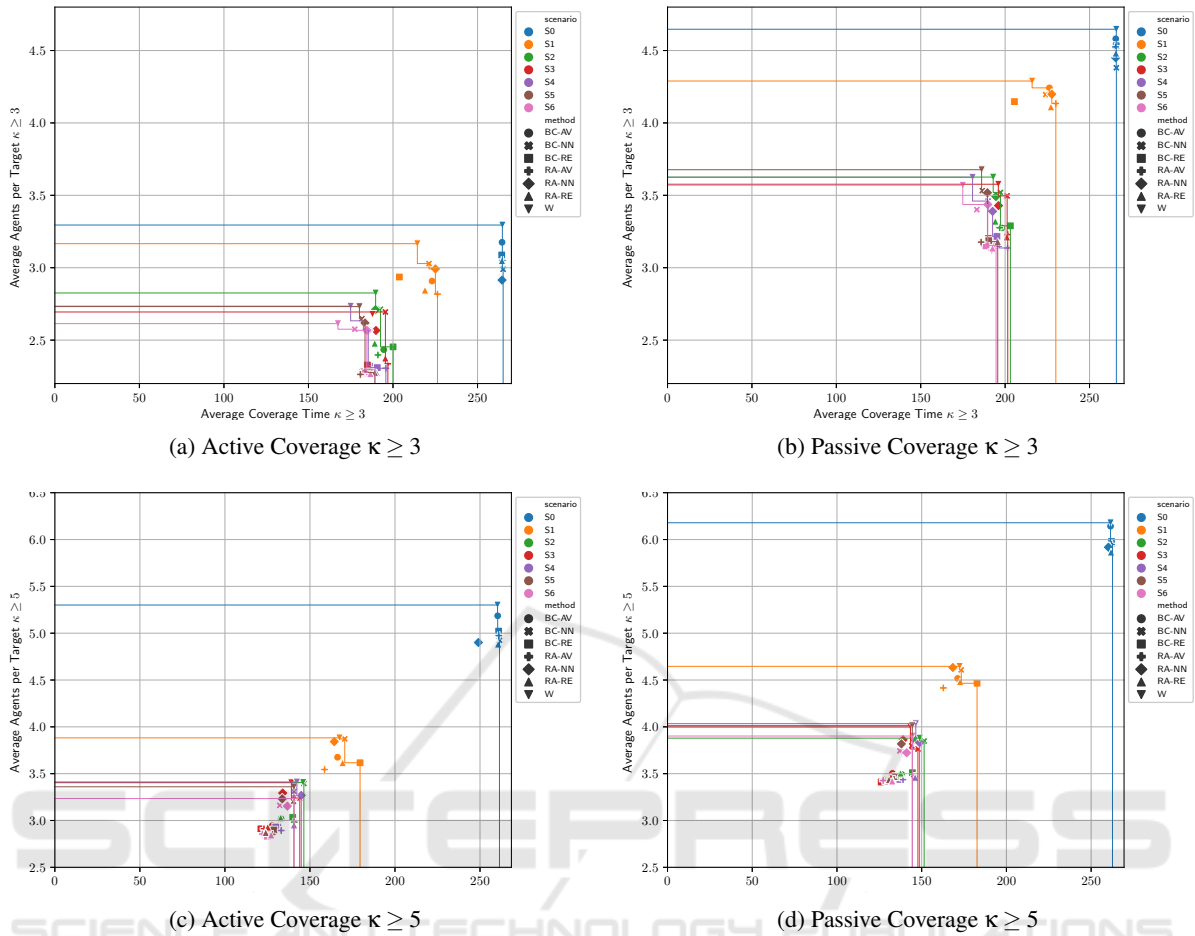 scenario
S0
S1
S2
S3
S4
S5
S6
method
BC-AV
BC-NN
BC-RE
RA-AV
RA-NN
RA-RE
W
Average Agents per Target κ ≥ 3
4.5
4.0
3.5
3.0
2.5
0 50 100 150 200 250
Average Coverage Time κ ≥ 3
(a) Active Coverage κ ≥ 3
scenario
S0
S1
S2
S3
S4
S5
S6
method
BC-AV
BC-NN
BC-RE
RA-AV
RA-NN
RA-RE
W
Average Agents per Target κ ≥ 3
4.5
4.0
3.5
3.0
2.5
0 50 100 150 200 250
Average Coverage Time κ ≥ 3
(b) Passive Coverage κ ≥ 3
scenario
S0
S1
S2
S3
S4
S5
S6
method
BC-AV
BC-NN
BC-RE
RA-AV
RA-NN
RA-RE
W
Average Agents per Target κ ≥ 5
6.5
6.0
5.5
5.0
4.5
4.0
3.5
3.0
2.5
0 50 100 150 200 250
(c) Active Coverage κ ≥ 5
scenario
S0
S1
S2
S3
S4
S5
S6
method
BC-AV
BC-NN
BC-RE
RA-AV
RA-NN
RA-RE
W
Average Agents per Target κ ≥ 5
6.5
6.0
5.5
5.0
4.5
4.0
3.5
3.0
2.5
0 50 100 150 200 250
(d) Passive Coverage κ ≥ 5
SCITEPRESS
SCIENCE AND TECHNOLOGY PUBLICATIONS